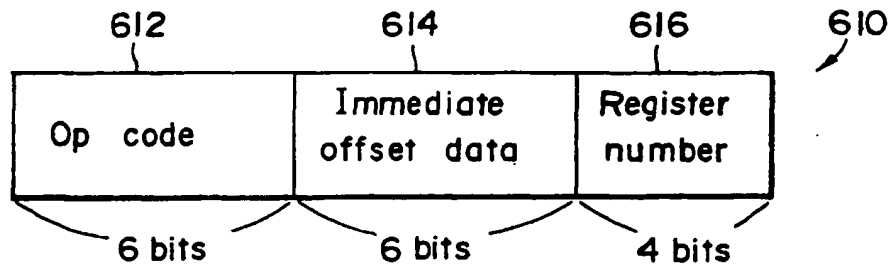 612 614 616 610
Op code
Immediate
offset data
Register
number
6 bits 6 bits 4 bits